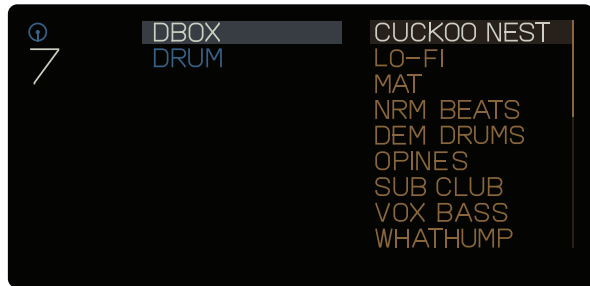 7
DBOX
DRUM
CUCKOO NEST
LO-FI
MAT
NRM BEATS
DEM DRUMS
OPINES
SUB CLUB
VOX BASS
WHATHUMP